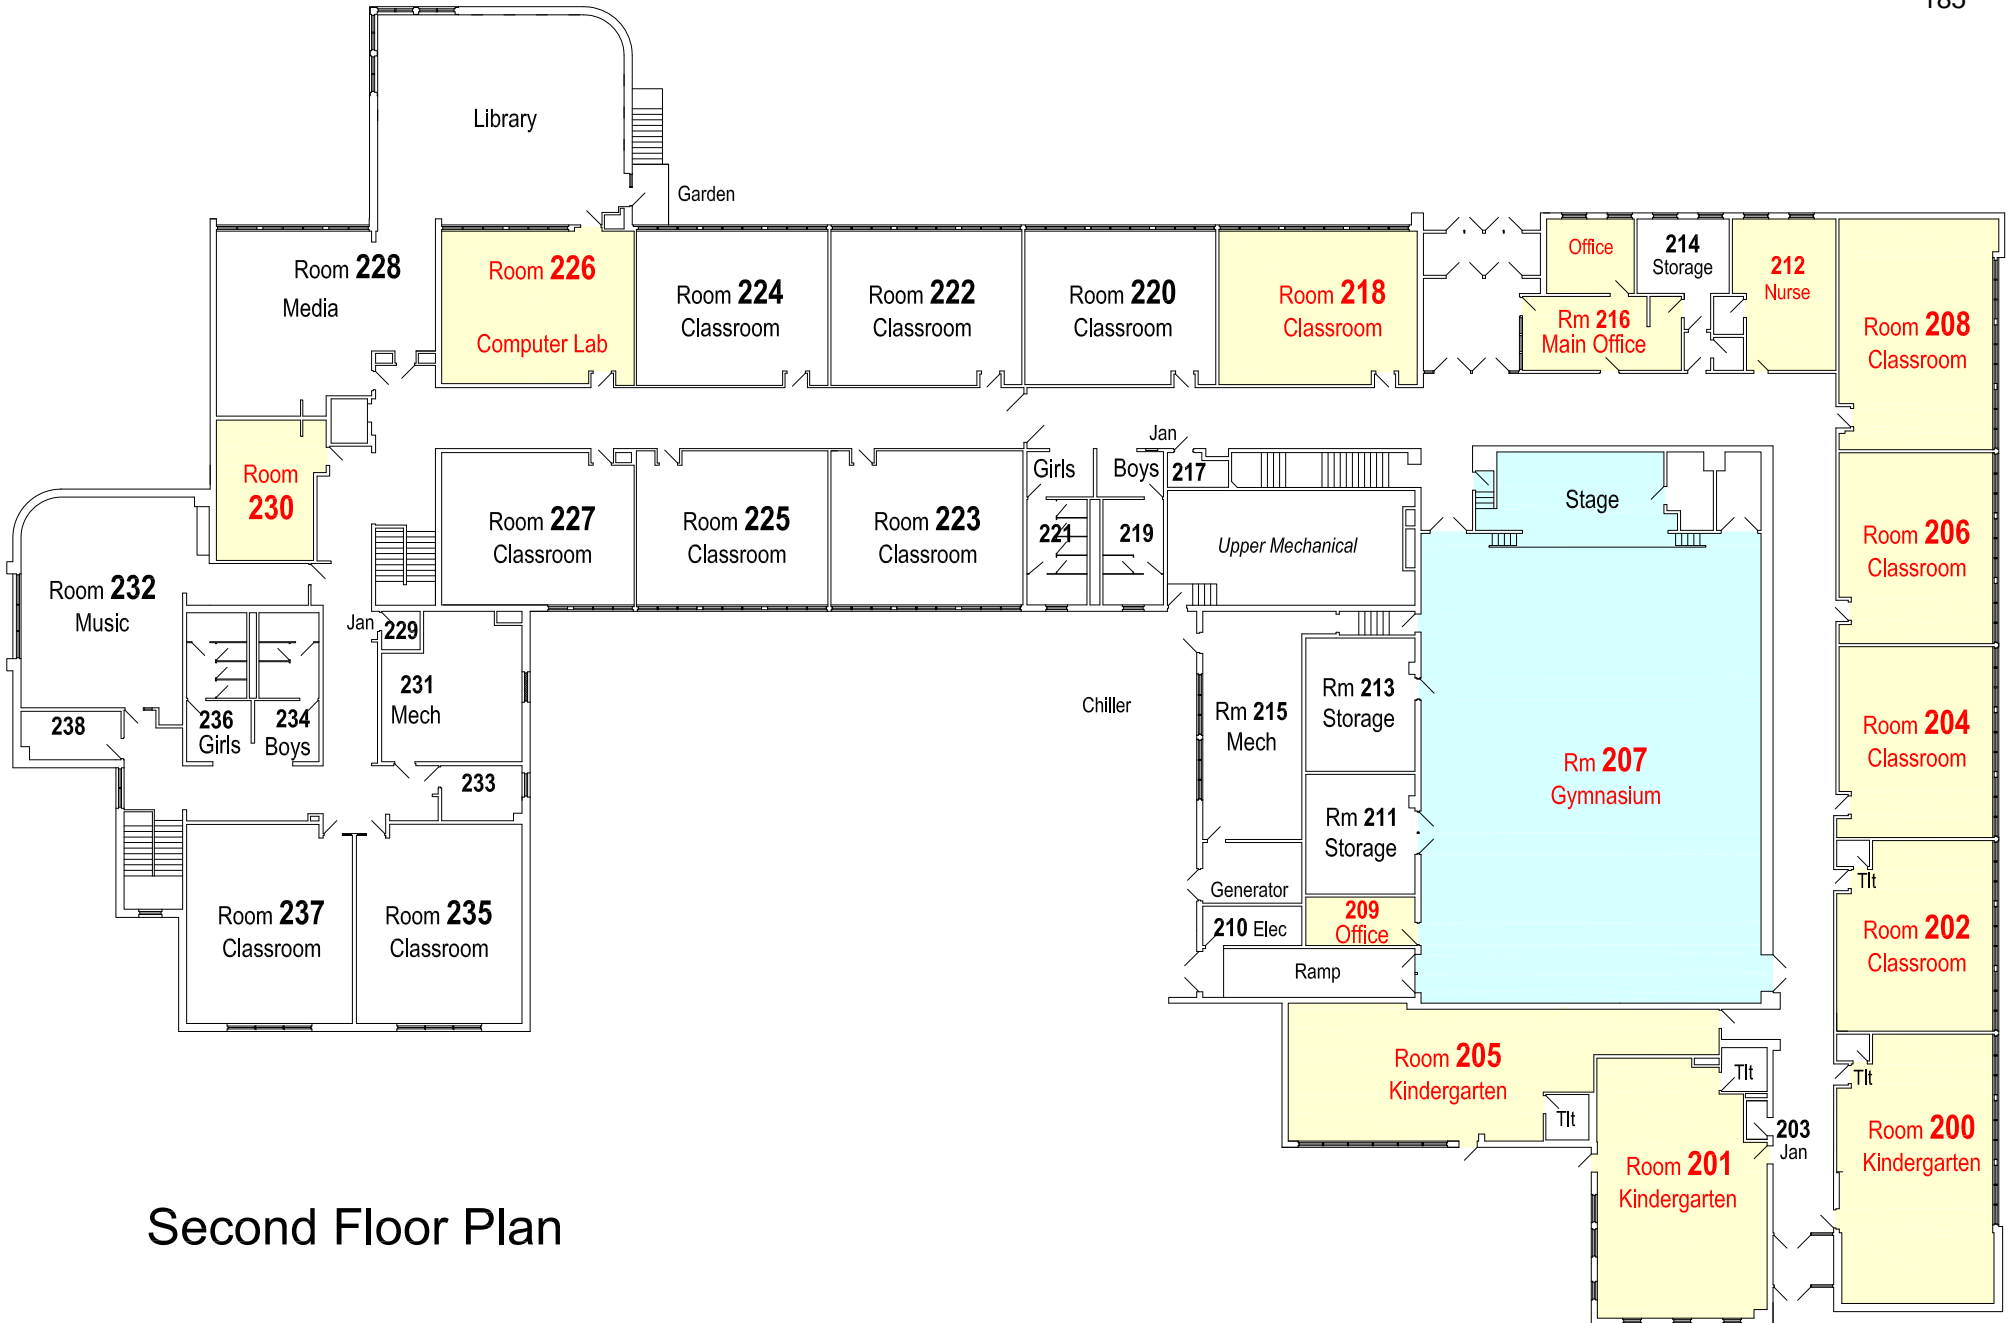 185
Library
Garden
Room 228
Media
Room 226
Computer Lab
Room 224
Classroom
Room 222
Classroom
Room 220
Classroom
Room 218
Classroom
Office
214
Storage
212
Nurse
Rm 216
Main Office
Room 208
Classroom
Room
230
Room 227
Classroom
Room 225
Classroom
Room 223
Classroom
Girls
221
Boys
219
Jan
217
Upper Mechanical
Stage
Room 206
Classroom
Room 232
Music
Jan
229
231
Mech
238
236
Girls
234
Boys
233
Chiller
Rm 215
Mech
Rm 213
Storage
Rm 211
Storage
Rm 207
Gymnasium
Room 204
Classroom
Generator
210 Elec
209
Office
Ramp
Tlt
Room 202
Classroom
Room 237
Classroom
Room 235
Classroom
Room 205
Kindergarten
Tlt
Tlt
Tlt
203
Jan
Room 201
Kindergarten
Room 200
Kindergarten
Second Floor Plan